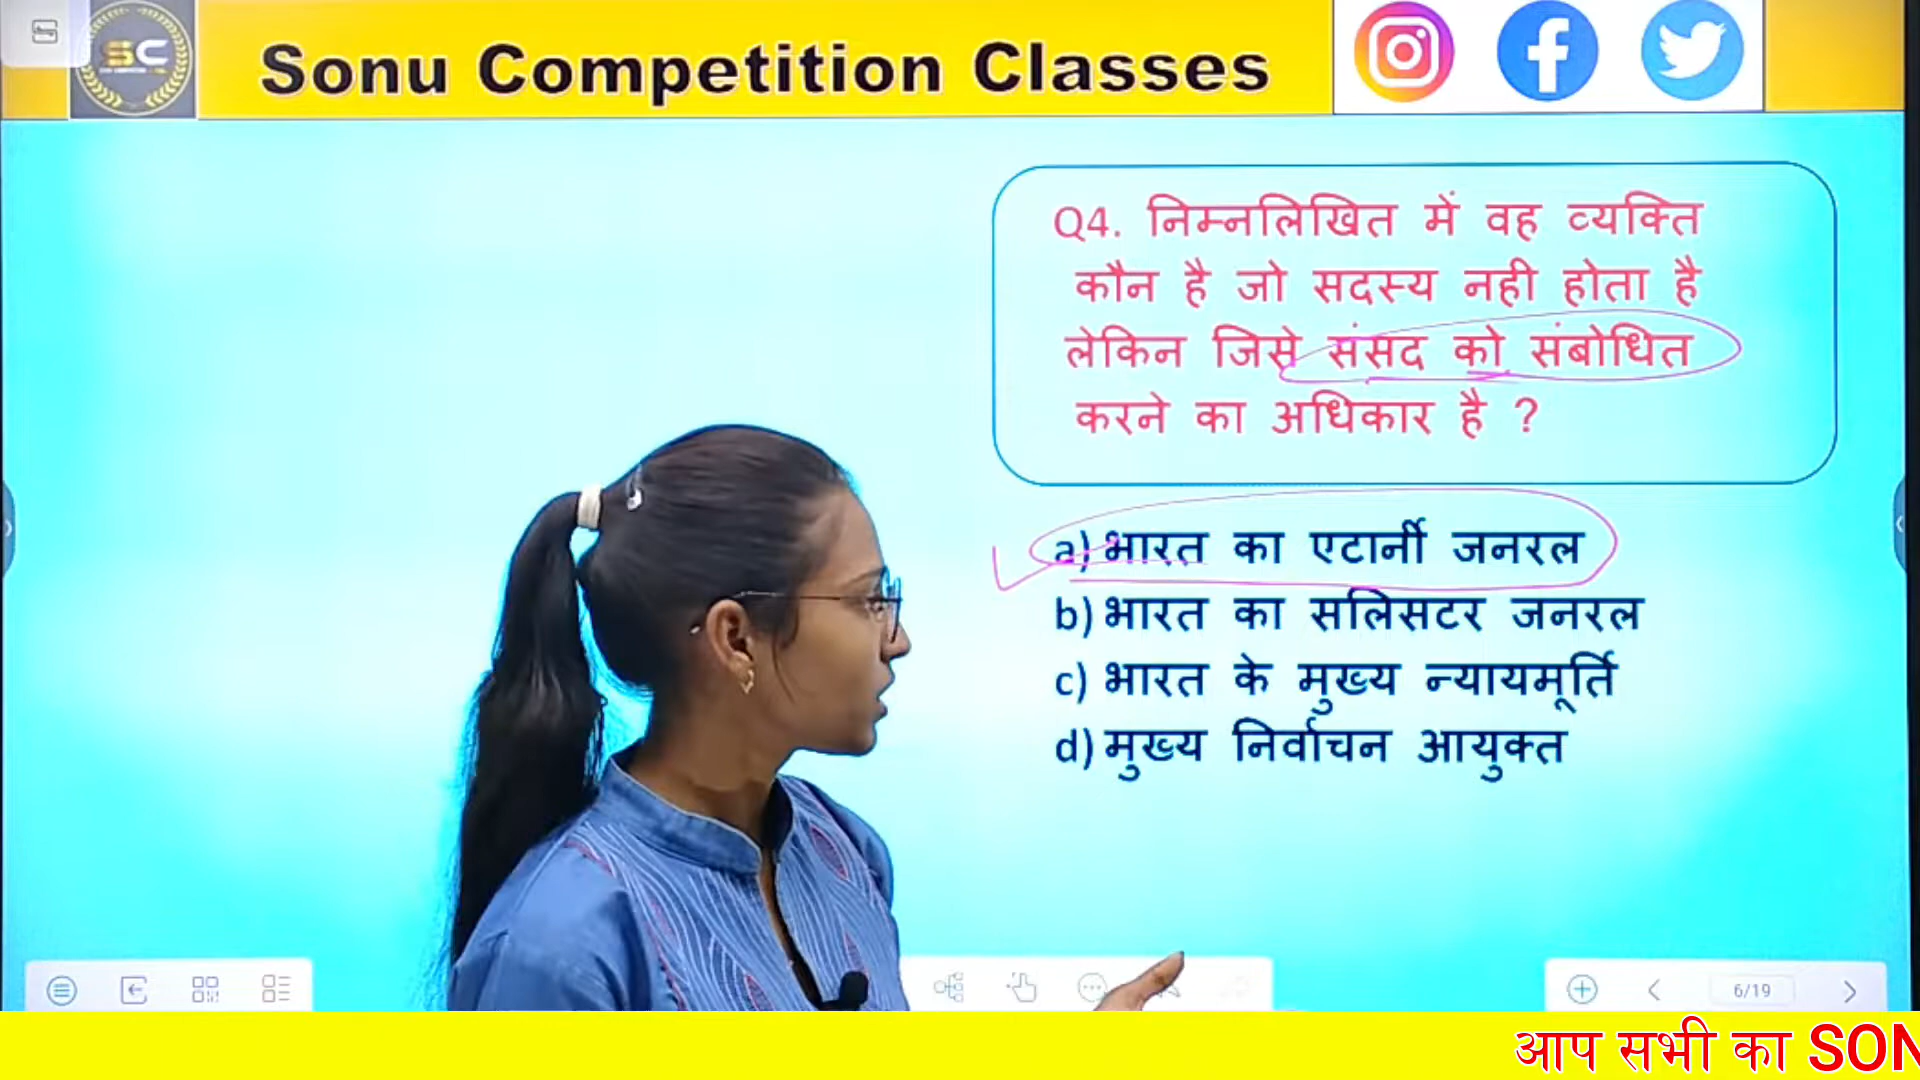 SC
Sonu Competition Classes
Q4. निम्नलिखित में वह व्यक्ति
कौन है जो सदस्य नही होता है
लेकिन जिसे संसद को संबोधित
करने का अधिकार है ?
a) भारत का एटार्नी जनरल
b) भारत का सलिसटर जनरल
c) भारत के मुख्य न्यायमूर्ति
d) मुख्य निर्वाचन आयुक्त
6/19
आप सभी का SON